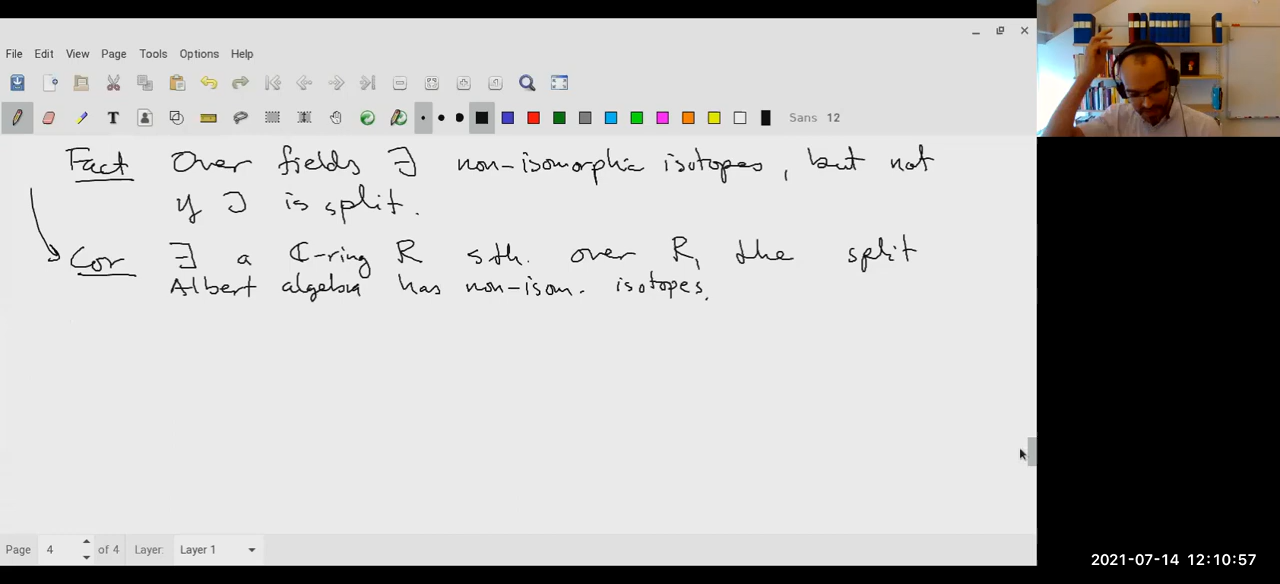 File Edit View Page Tools Options Help
Sans 12
Fact Over fields ∃ non-isomorphic isotopes, but not
if J is split.
Cor ∃ a ℂ-ring R sth. over R, the split
Albert algebra has non-isom. isotopes.
Page 4 of 4 Layer: Layer 1
2021-07-14 12:10:57